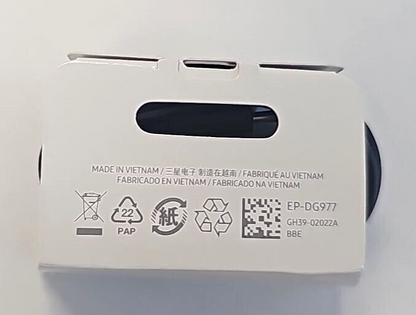 MADE IN VIETNAM / 三星电子 制造在越南 / FABRIQUÉ AU VIETNAM
FABRICADO EN VIETNAM / FABRICADO NA VIETNAM
22
PAP
紙
EP-DG977
GH39-02022A
BBE